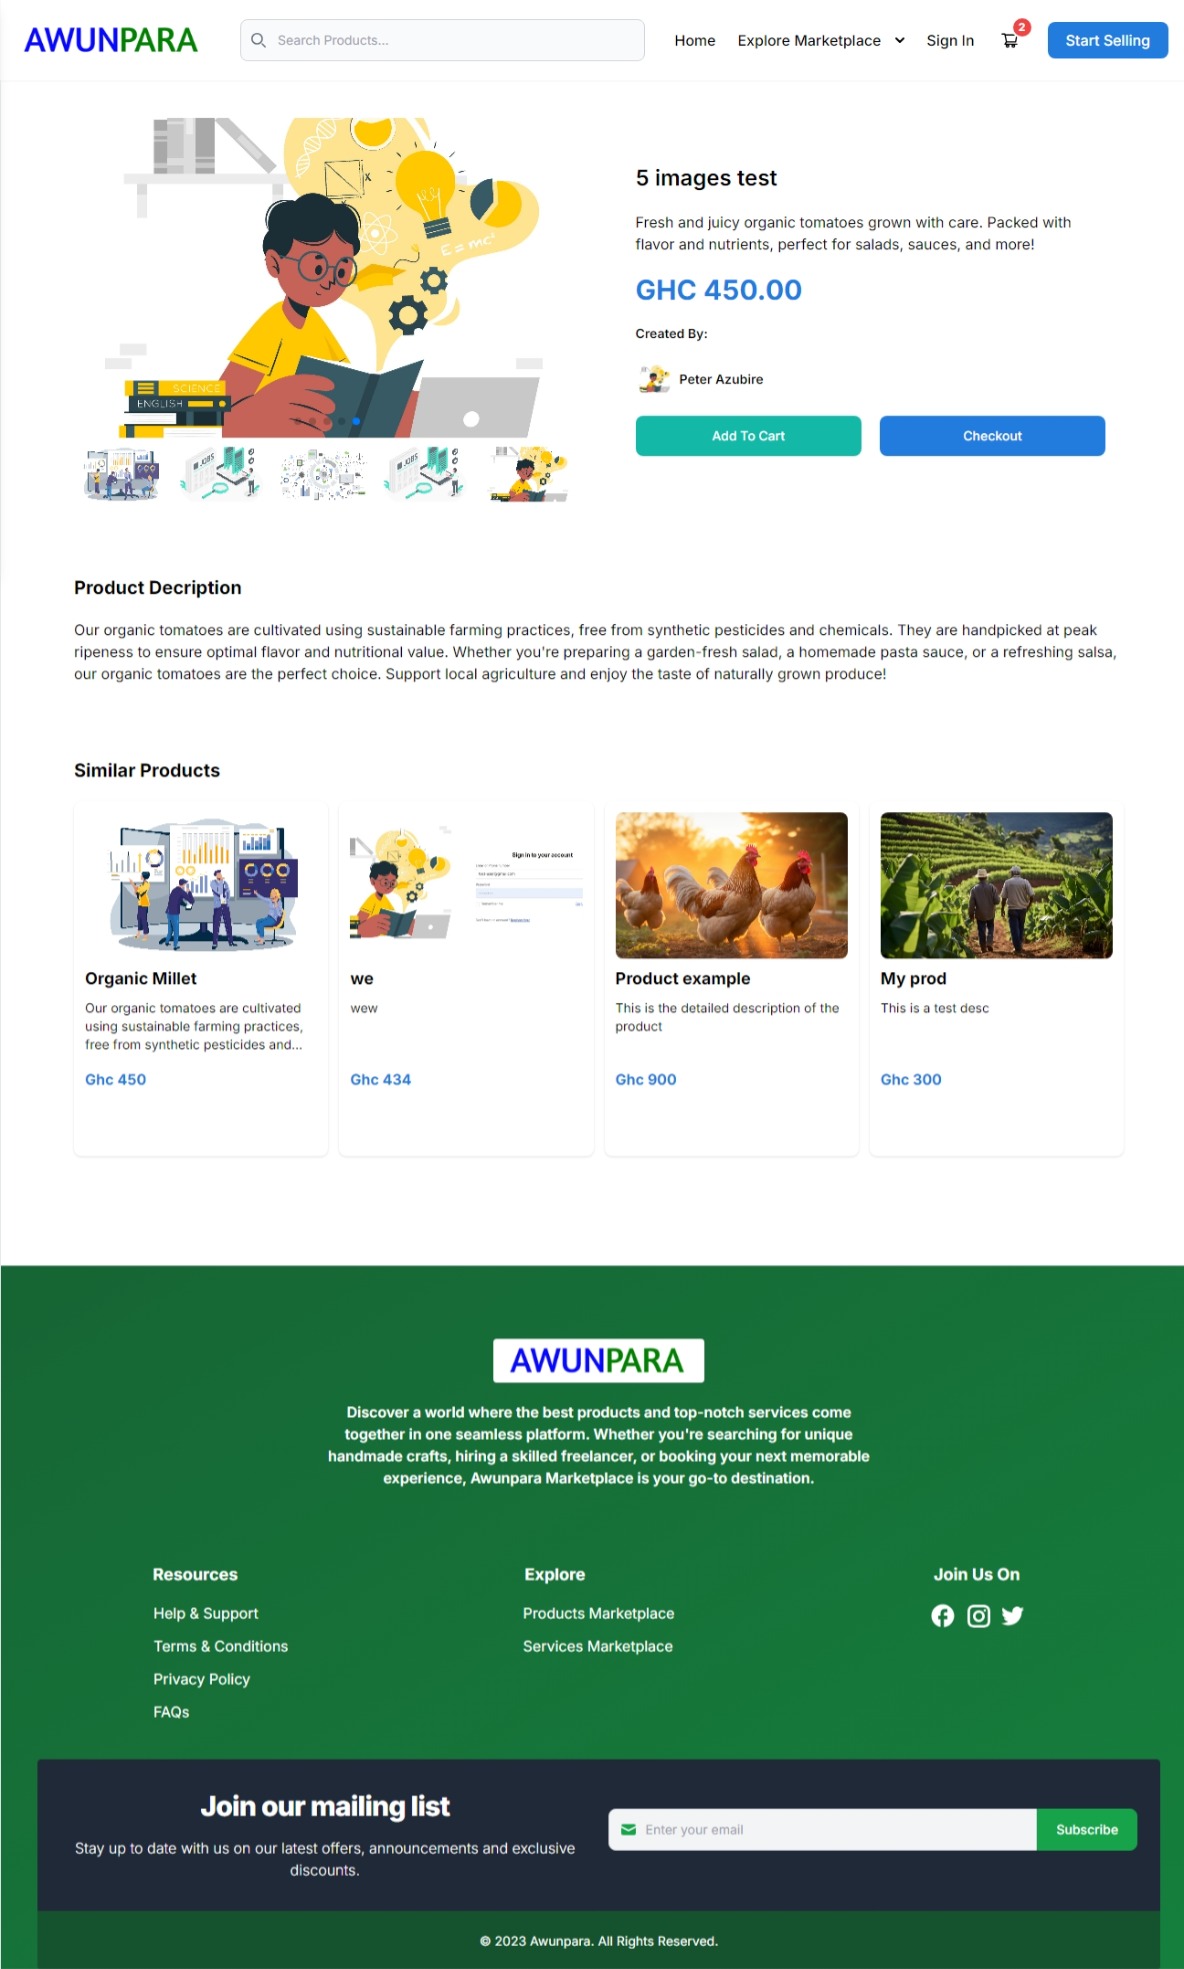 AWUNPARA
Search Products...
Home
Explore Marketplace
Sign In
2
Start Selling
E = mc²
SCIENCE
ENGLISH
5 images test
Fresh and juicy organic tomatoes grown with care. Packed with
flavor and nutrients, perfect for salads, sauces, and more!
GHC 450.00
Created By:
Peter Azubire
Add To Cart
Checkout
JOBS
JOBS
Product Decription
Our organic tomatoes are cultivated using sustainable farming practices, free from synthetic pesticides and chemicals. They are handpicked at peak
ripeness to ensure optimal flavor and nutritional value. Whether you're preparing a garden-fresh salad, a homemade pasta sauce, or a refreshing salsa,
our organic tomatoes are the perfect choice. Support local agriculture and enjoy the taste of naturally grown produce!
Similar Products
Sign in to your account
Organic Millet
Our organic tomatoes are cultivated
using sustainable farming practices,
free from synthetic pesticides and...
Ghc 450
we
wew
Ghc 434
Product example
This is the detailed description of the
product
Ghc 900
My prod
This is a test desc
Ghc 300
AWUNPARA
Discover a world where the best products and top-notch services come
together in one seamless platform. Whether you're searching for unique
handmade crafts, hiring a skilled freelancer, or booking your next memorable
experience, Awunpara Marketplace is your go-to destination.
Resources
Help & Support
Terms & Conditions
Privacy Policy
FAQs
Explore
Products Marketplace
Services Marketplace
Join Us On
Join our mailing list
Stay up to date with us on our latest offers, announcements and exclusive
discounts.
Enter your email
Subscribe
© 2023 Awunpara. All Rights Reserved.